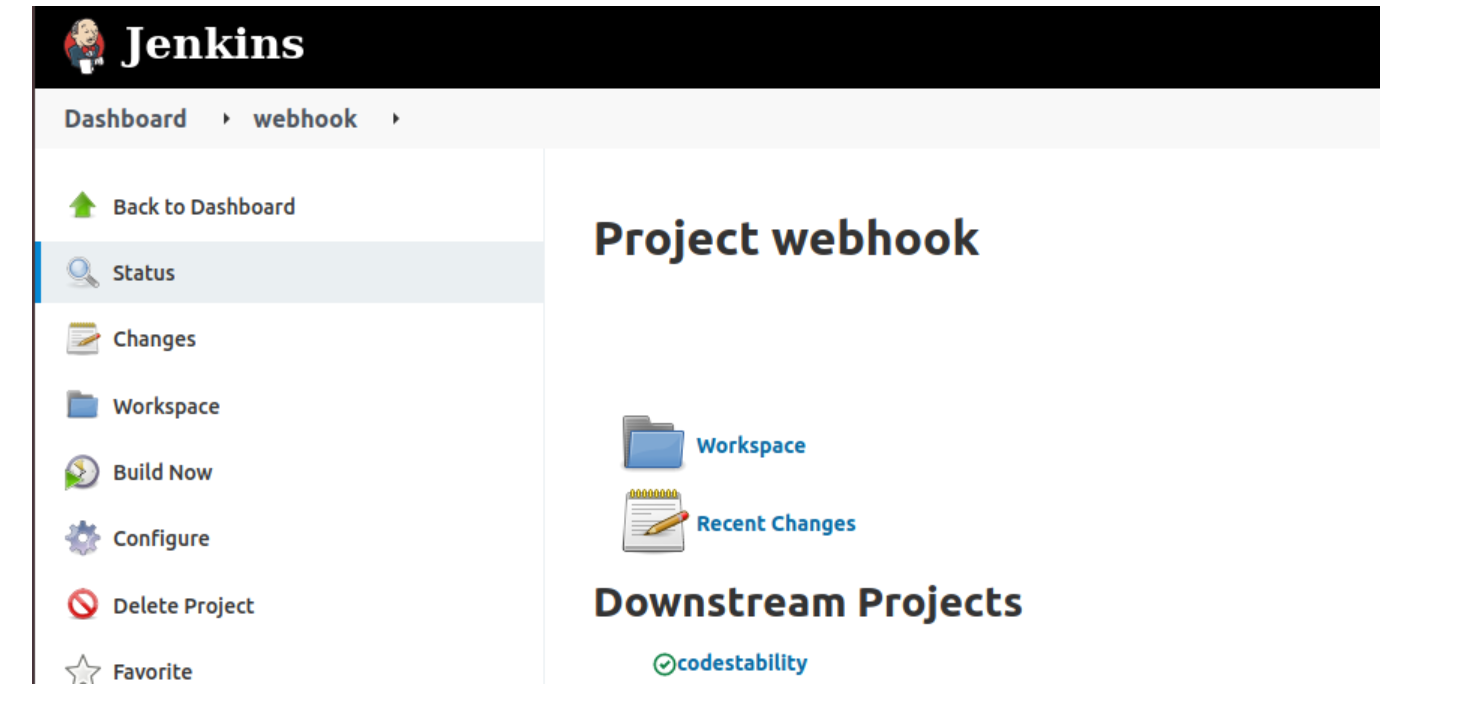 Jenkins
Dashboard
webhook
Back to Dashboard
Status
Changes
Workspace
Build Now
Configure
Delete Project
Favorite
Project webhook
Workspace
Recent Changes
Downstream Projects
codestability